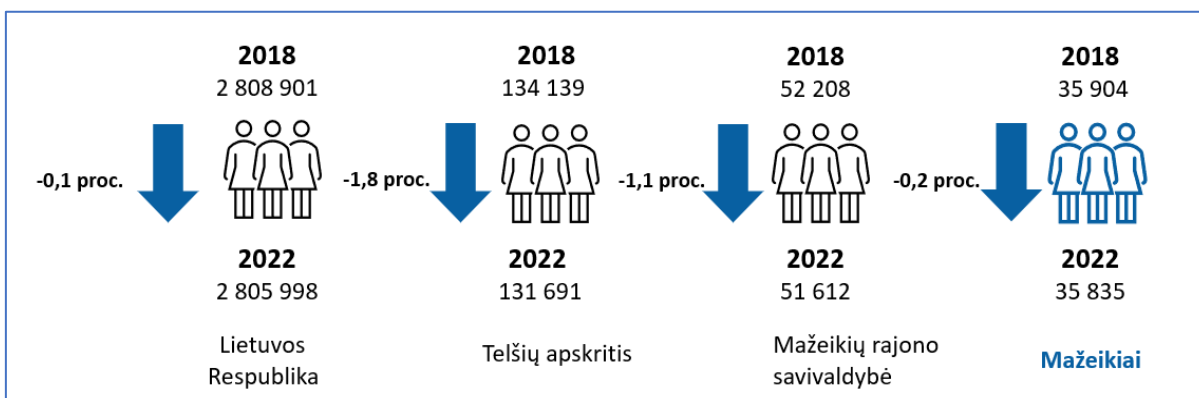 2018
2 808 901
-0,1 proc.
2022
2 805 998
Lietuvos
Respublika
2018
134 139
-1,8 proc.
2022
131 691
Telšių apskritis
2018
52 208
-1,1 proc.
2022
51 612
Mažeikių rajono
savivaldybė
2018
35 904
-0,2 proc.
2022
35 835
Mažeikiai